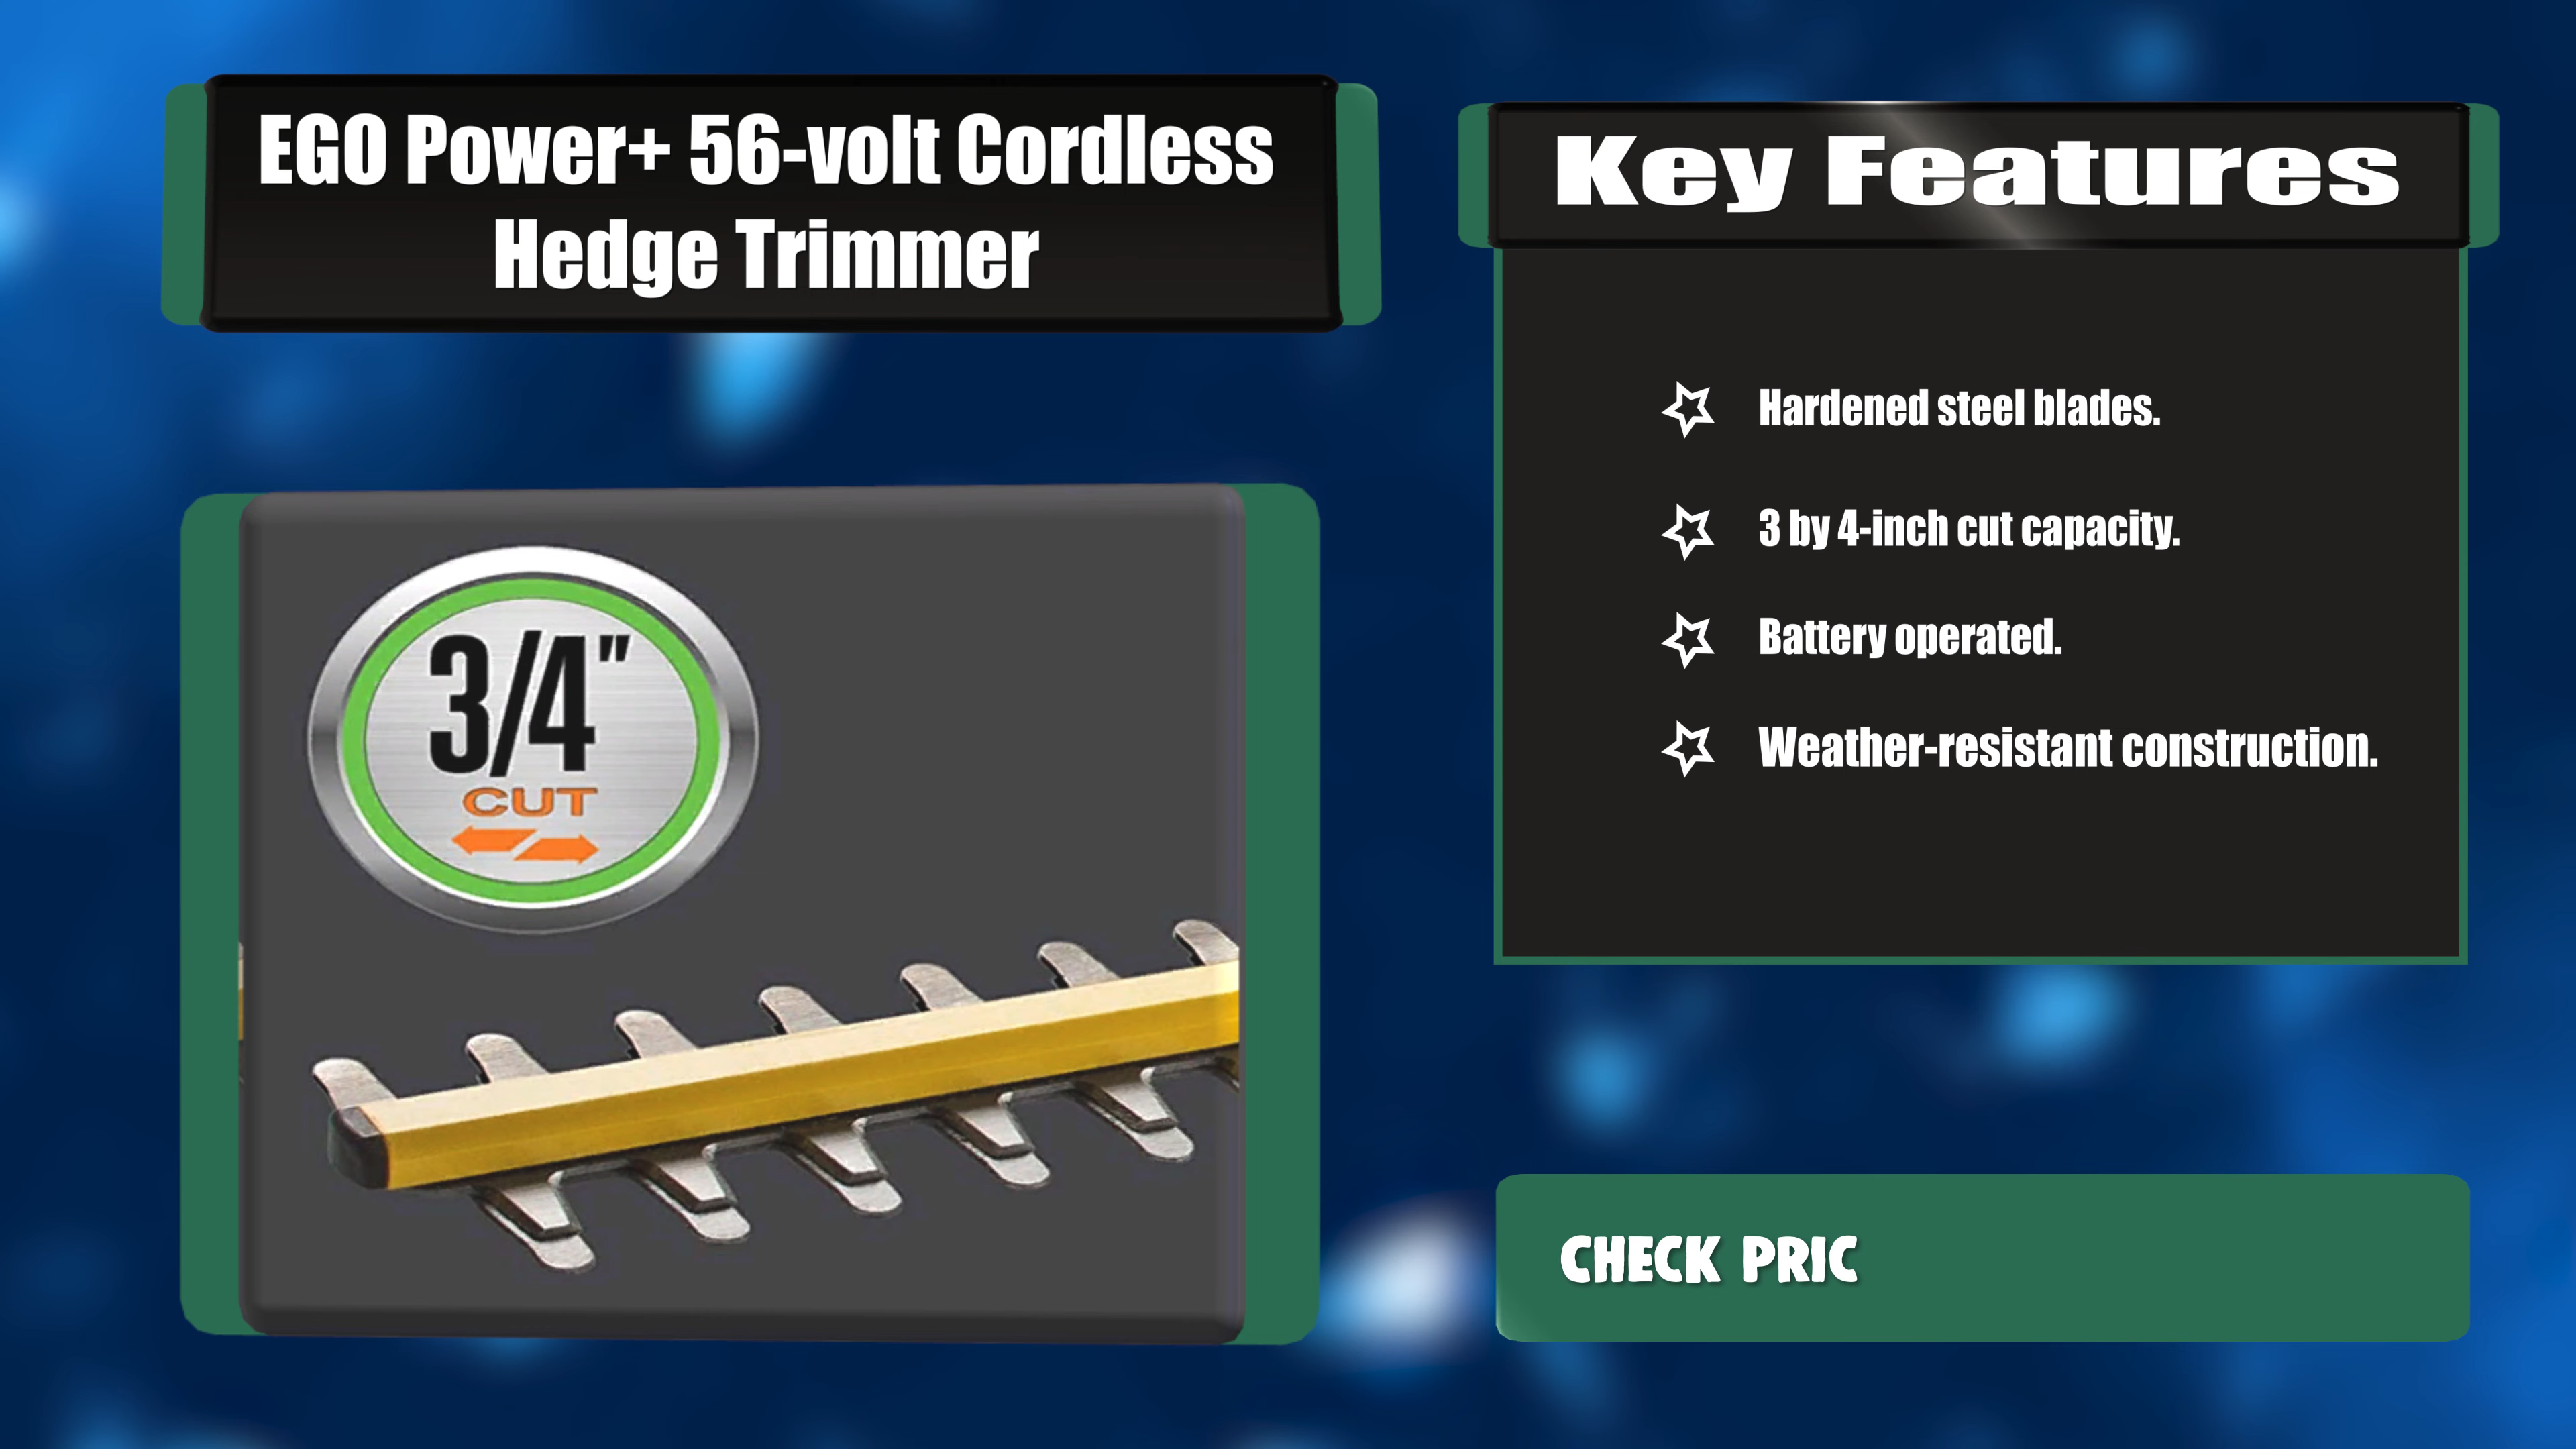 EGO Power+ 56-volt Cordless
Hedge Trimmer
3/4"
CUT
Key Features
Hardened steel blades.
3 by 4-inch cut capacity.
Battery operated.
Weather-resistant construction.
CHECK PRIC